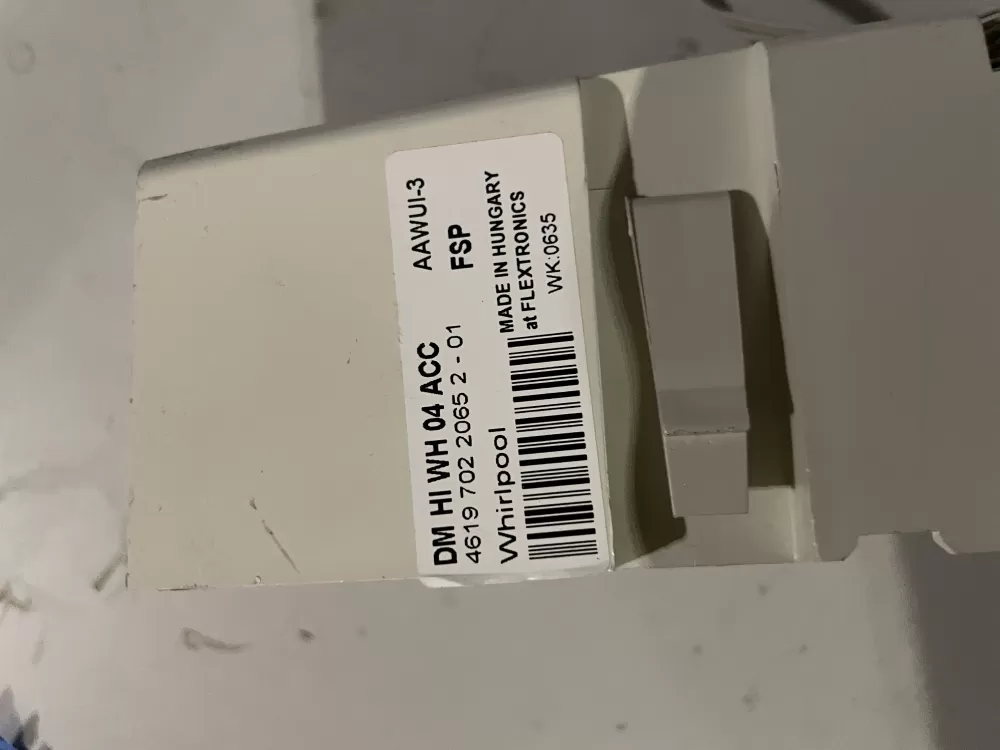 DM HI WH 04 ACC AAWUI-3
4619 702 2065 2 - 01 FSP
Whirlpool MADE IN HUNGARY
at FLEXTRONICS
WK:0635